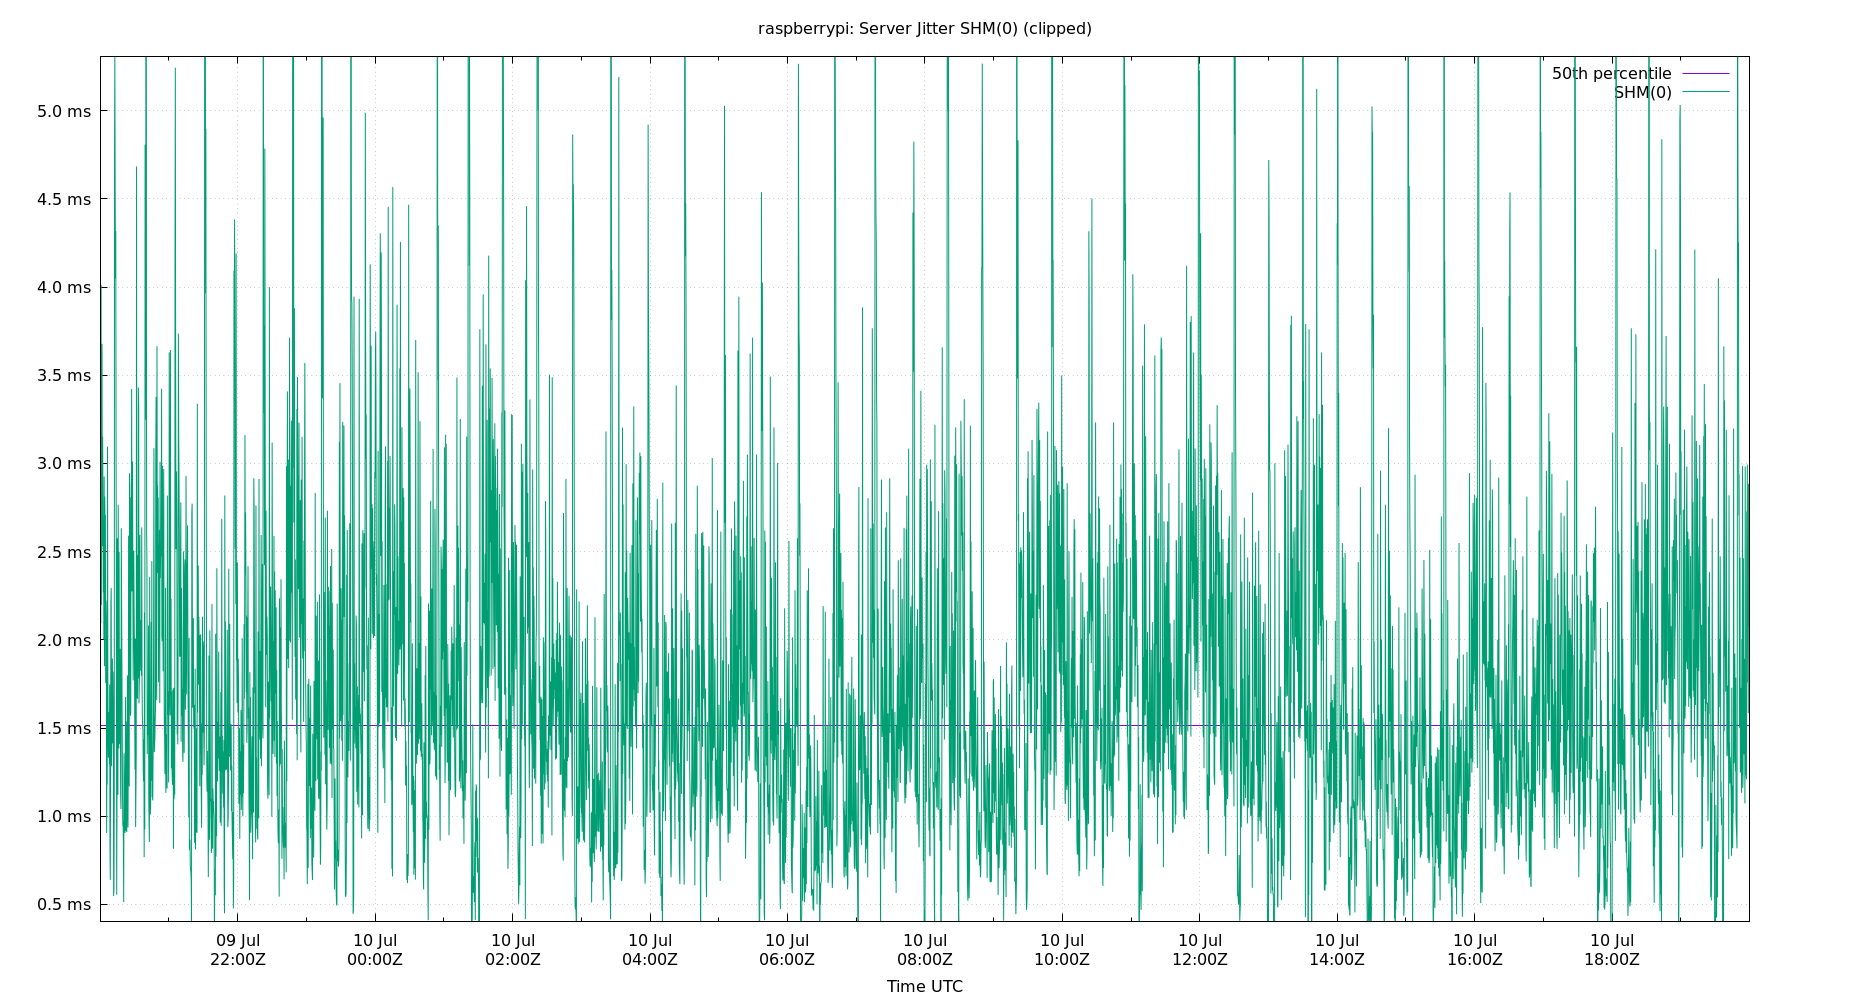 raspberrypi: Server Jitter SHM(0) (clipped)
50th percentile
SHM(0)
5.0 ms
4.5 ms
4.0 ms
3.5 ms
3.0 ms
2.5 ms
2.0 ms
1.5 ms
1.0 ms
0.5 ms
09 Jul 10 Jul 10 Jul 10 Jul 10 Jul 10 Jul 10 Jul 10 Jul 10 Jul 10 Jul 10 Jul
22:00Z 00:00Z 02:00Z 04:00Z 06:00Z 08:00Z 10:00Z 12:00Z 14:00Z 16:00Z 18:00Z
Time UTC